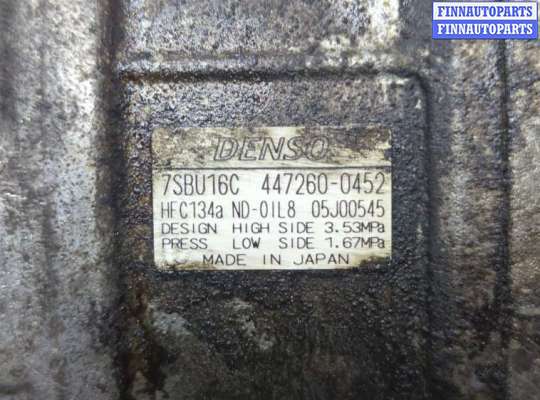 FINNAUTOPARTS
FINNAUTOPARTS
DENSO
7SBU16C 447260-0452
HFC134a ND-OIL8 05J00545
DESIGN HIGH SIDE 3.53MPa
PRESS LOW SIDE 1.67MPa
MADE IN JAPAN